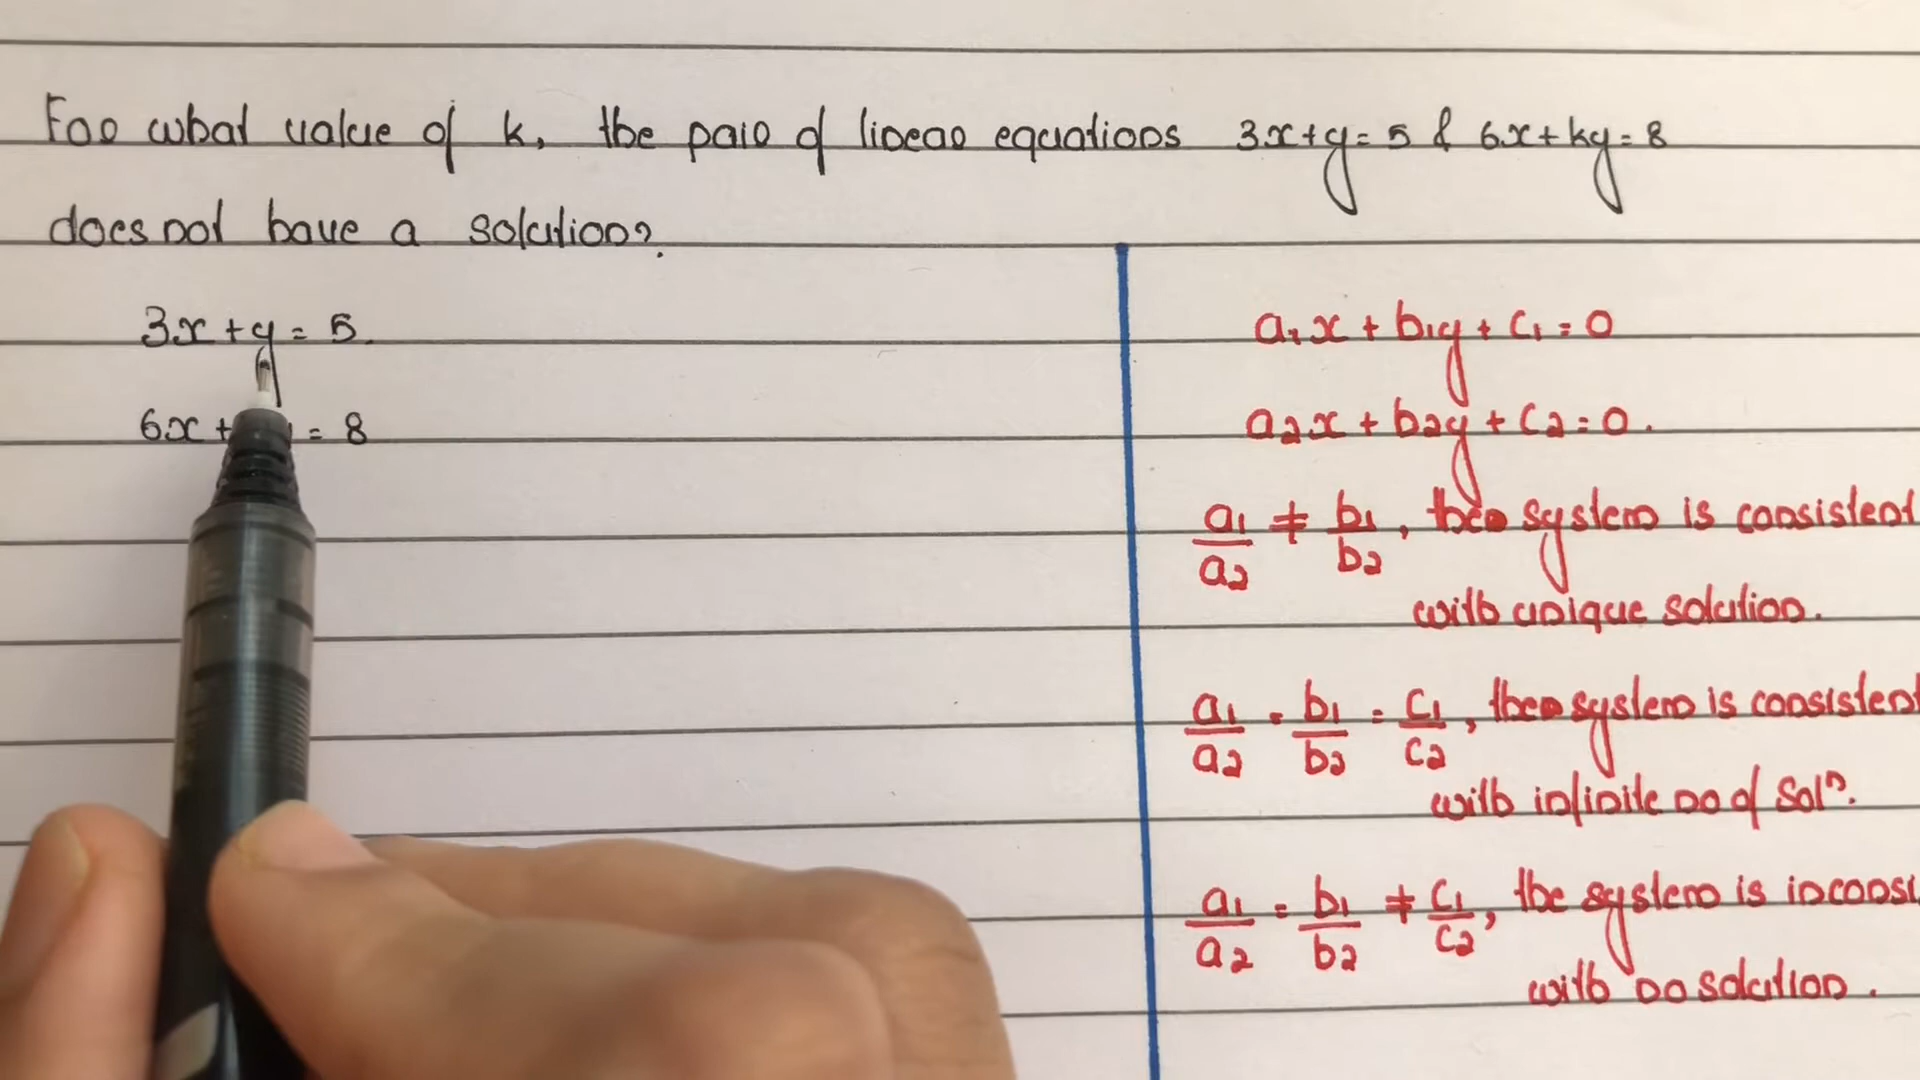 For what value of k, the pair of linear equations 3x+y=5 & 6x+ky=8
does not have a solution?
3x+y=5.
6x+ = 8
a₁x + b₁y + c₁ = 0
a₂x + b₂y + c₂ = 0.
a₁/a₂ ≠ b₁/b₂, the system is consistent
with unique solution.
a₁/a₂ = b₁/b₂ = c₁/c₂, the system is consistent
with infinite no of solⁿ.
a₁/a₂ = b₁/b₂ ≠ c₁/c₂, the system is inconsi
with no solution.